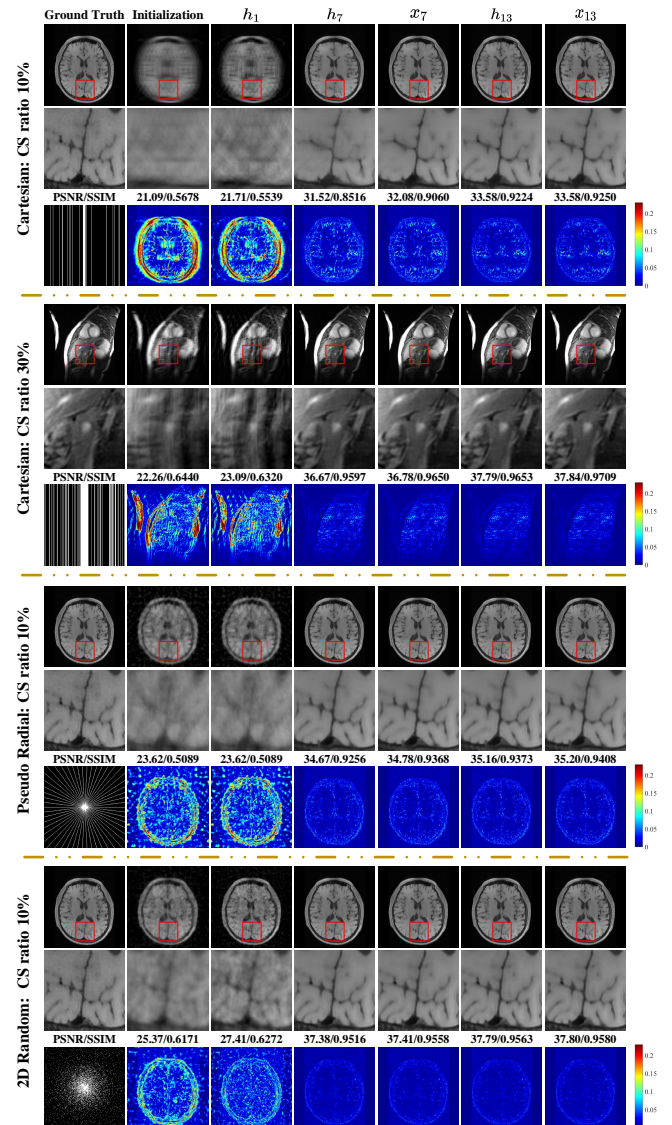 Ground Truth Initialization h₁ h₇ x₇ h₁₃ x₁₃
Cartesian: CS ratio 10%
PSNR/SSIM 21.09/0.5678 21.71/0.5539 31.52/0.8516 32.08/0.9060 33.58/0.9224 33.58/0.9250
0.2
0.15
0.1
0.05
0
Cartesian: CS ratio 30%
PSNR/SSIM 22.26/0.6440 23.09/0.6320 36.67/0.9597 36.78/0.9650 37.79/0.9653 37.84/0.9709
0.2
0.15
0.1
0.05
0
Pseudo Radial: CS ratio 10%
PSNR/SSIM 23.62/0.5089 23.62/0.5089 34.67/0.9256 34.78/0.9368 35.16/0.9373 35.20/0.9408
0.2
0.15
0.1
0.05
0
2D Random: CS ratio 10%
PSNR/SSIM 25.37/0.6171 27.41/0.6272 37.38/0.9516 37.41/0.9558 37.79/0.9563 37.80/0.9580
0.2
0.15
0.1
0.05
0